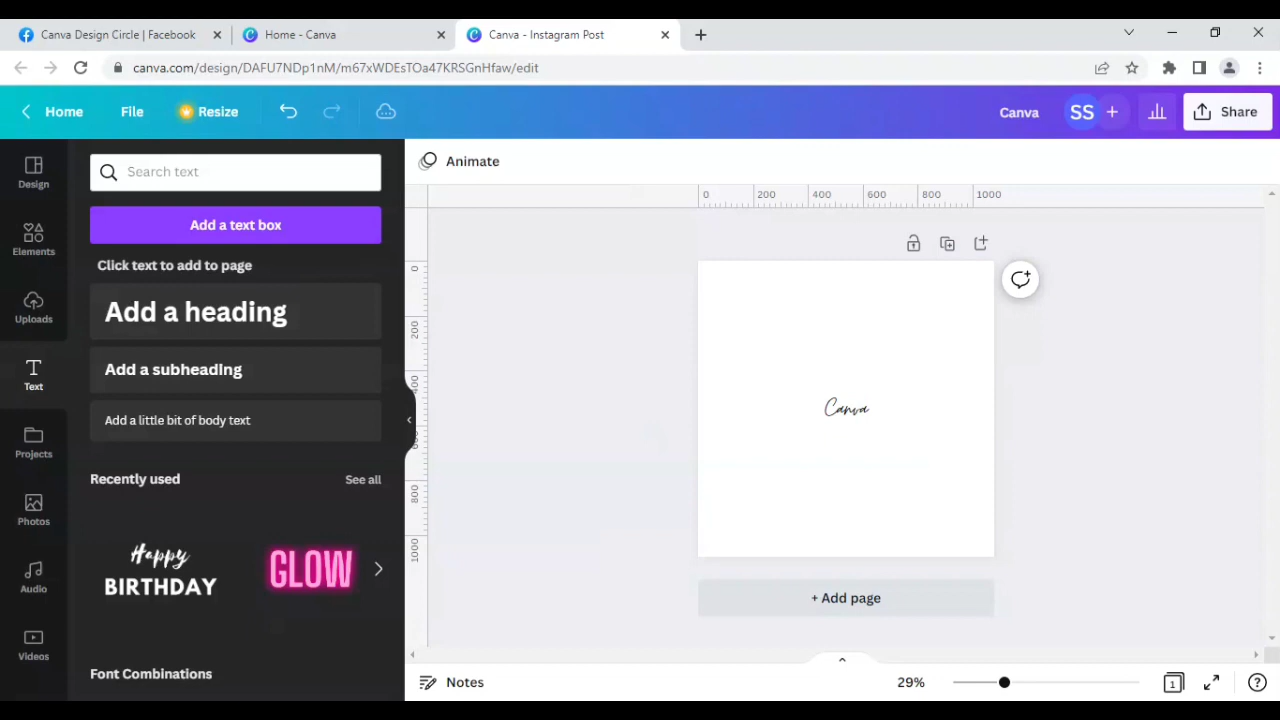 Canva Design Circle | Facebook
Home - Canva
Canva - Instagram Post
canva.com/design/DAFU7NDp1nM/m67xWDEsTOa47KRSGnHfaw/edit
Home
File
Resize
Canva
SS
Share
Design
Elements
Uploads
Text
Projects
Photos
Audio
Videos
Search text
Add a text box
Click text to add to page
Add a heading
Add a subheading
Add a little bit of body text
Recently used
See all
Happy
BIRTHDAY
GLOW
Font Combinations
Animate
0 200 400 600 800 1000
0
200
400
600
800
1000
Canva
+ Add page
Notes
29%
1